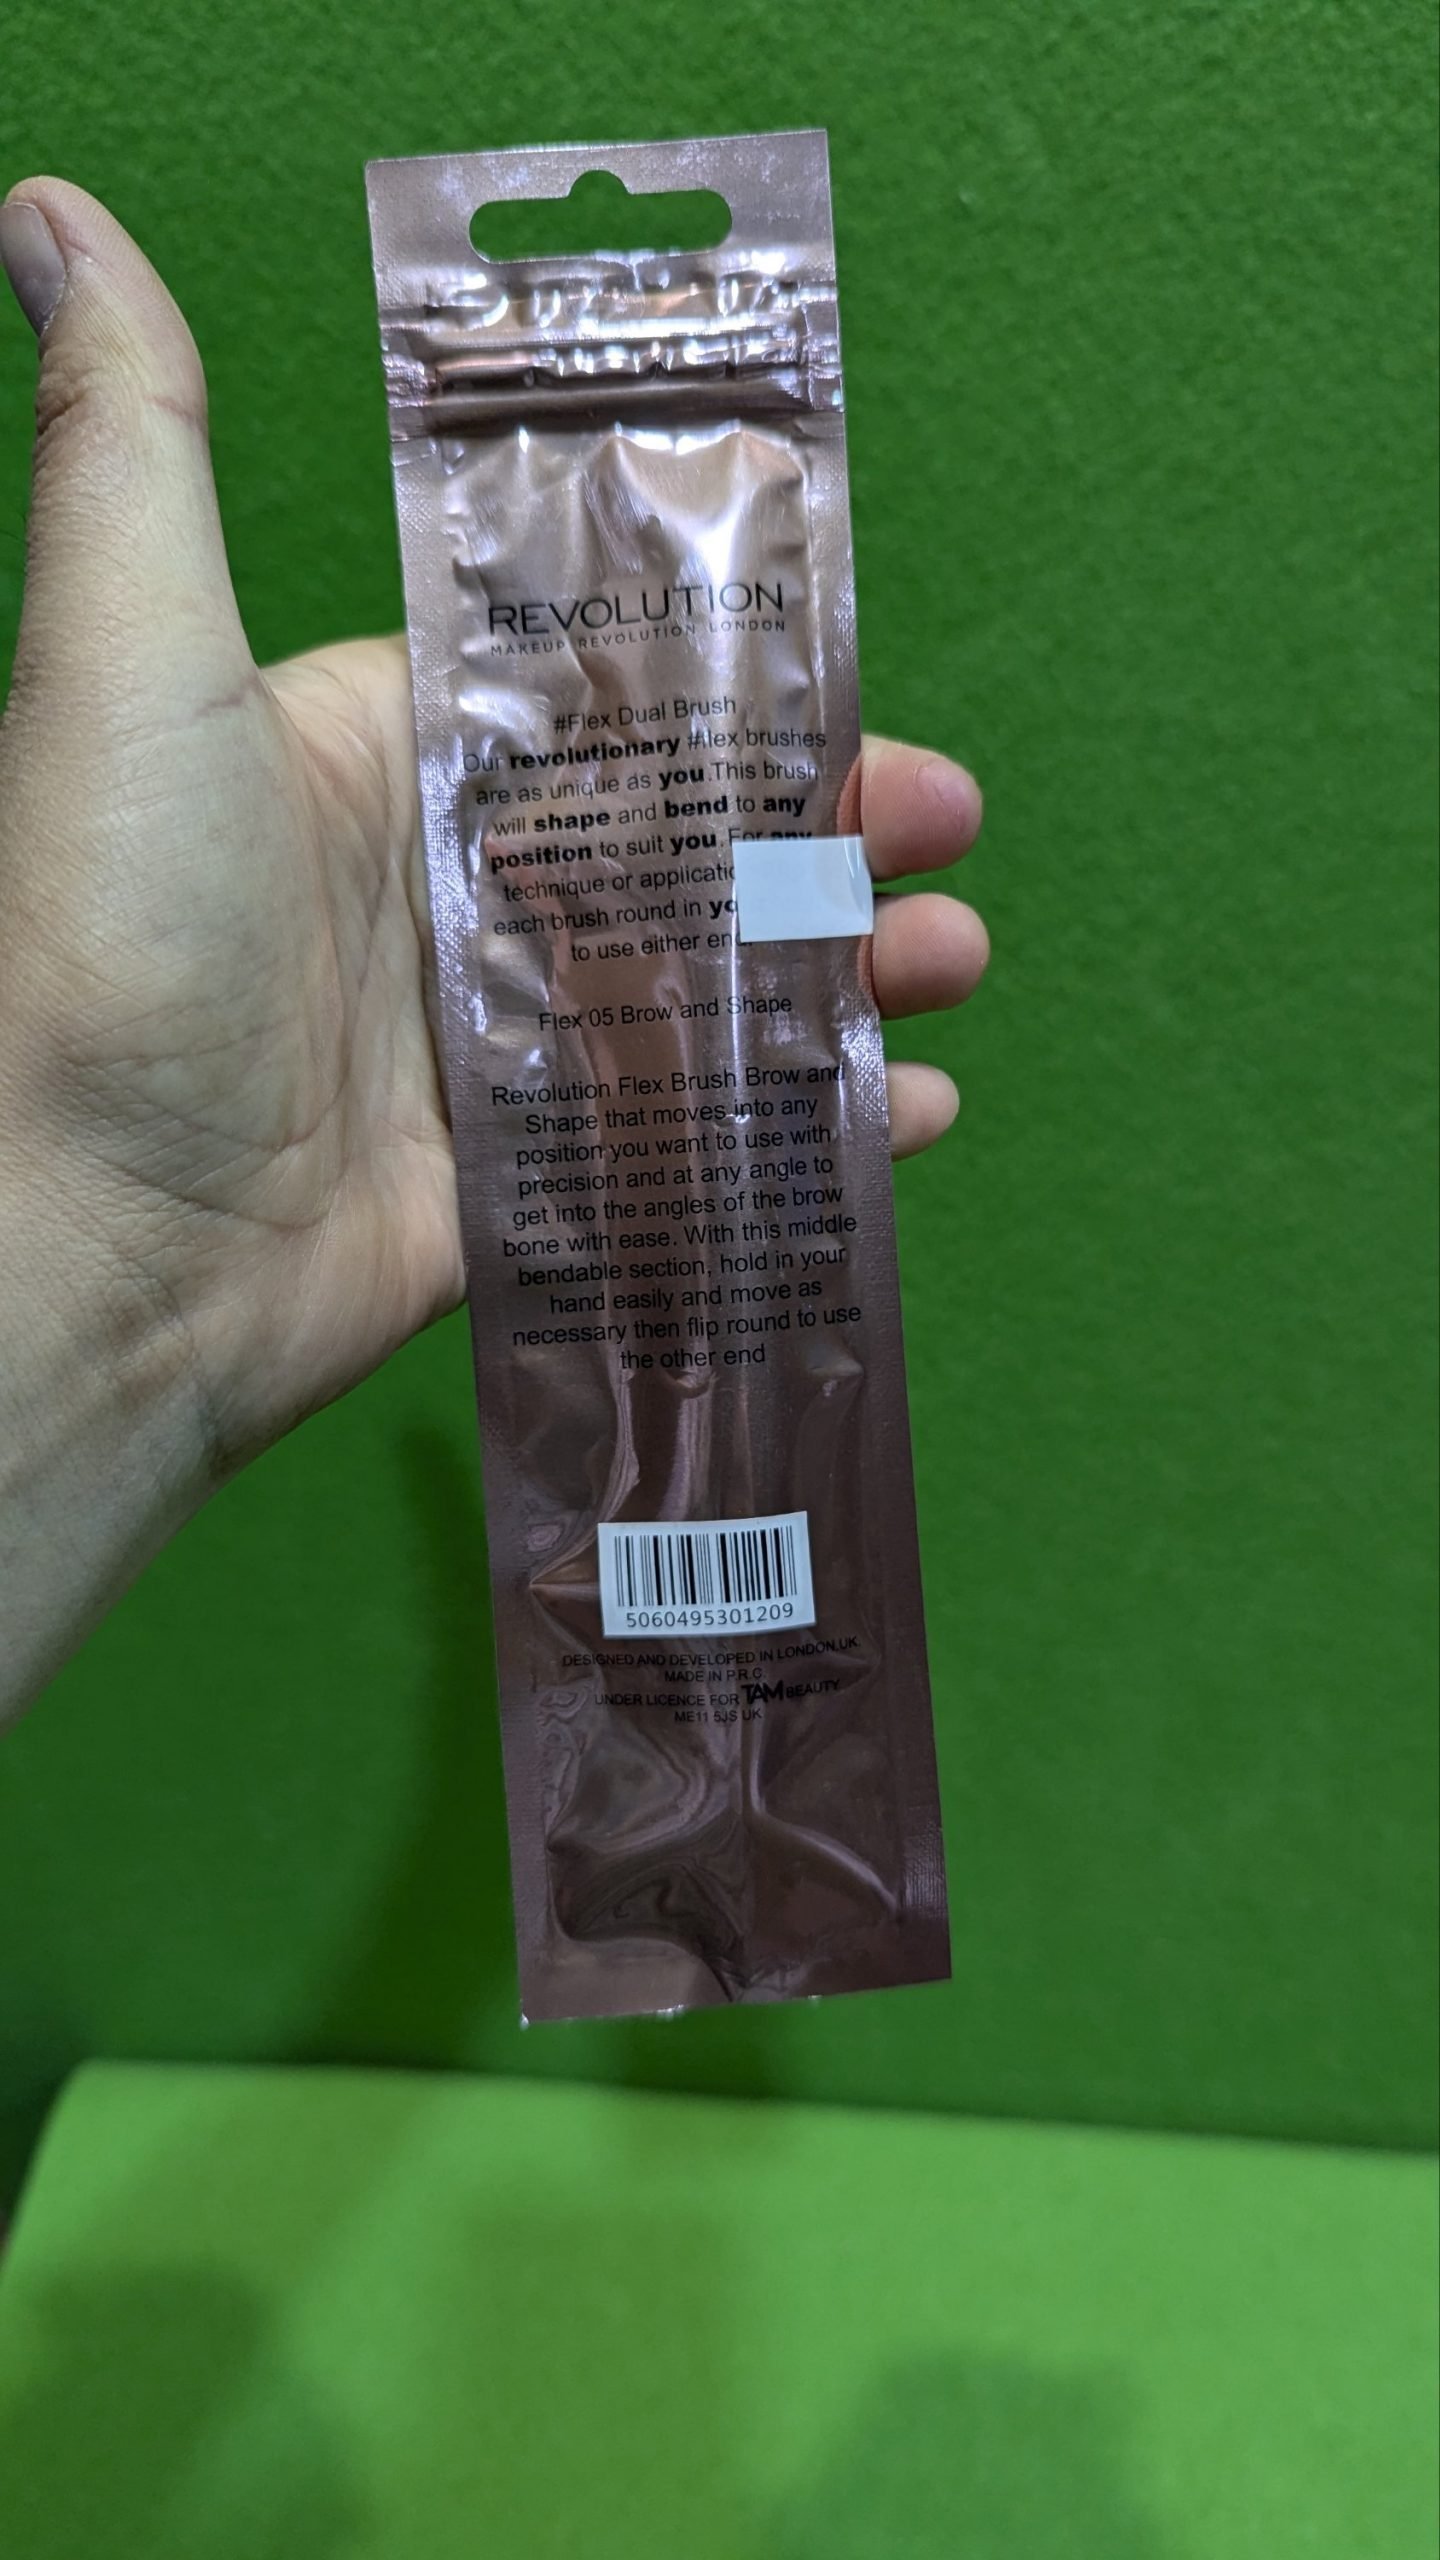 REVOLUTION
MAKEUP REVOLUTION LONDON
#Flex Dual Brush
Our revolutionary #flex brushes
are as unique as you.This brush
will shape and bend to any
position to suit you.For any
technique or
each brush round in
to use either end.
Flex 05 Brow and Shape
Revolution Flex Brush Brow and
Shape that moves into any
position you want to use with
precision and at any angle to
get into the angles of the brow
bone with ease. With this middle
bendable section, hold in your
hand easily and move as
necessary then flip round to use
the other end
5060495301209
DESIGNED AND DEVELOPED IN LONDON,UK
MADE IN P.R.C.
UNDER LICENCE FOR TAM BEAUTY
ME11 5JS UK